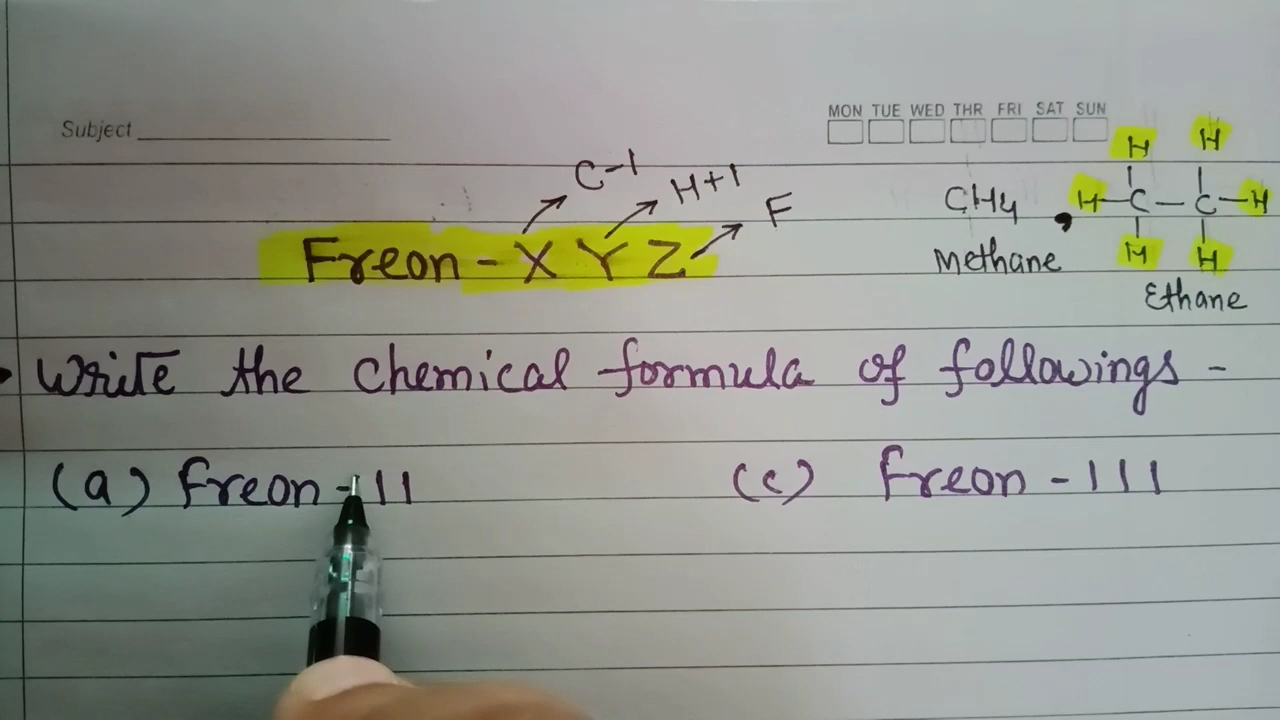 Subject
MON TUE WED THR FRI SAT SUN
C-1
H+1
F
Freon - X Y Z
CH4 ,
Methane
H H
H-C-C-H
H H
Ethane
• Write the chemical formula of followings -
(a) Freon - 11
(c) Freon - 111